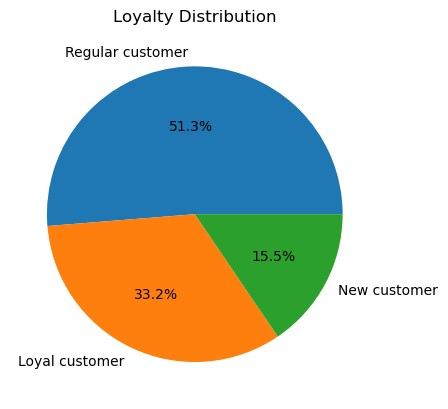 Loyalty Distribution
Regular customer
51.3%
15.5%
33.2%
New customer
Loyal customer